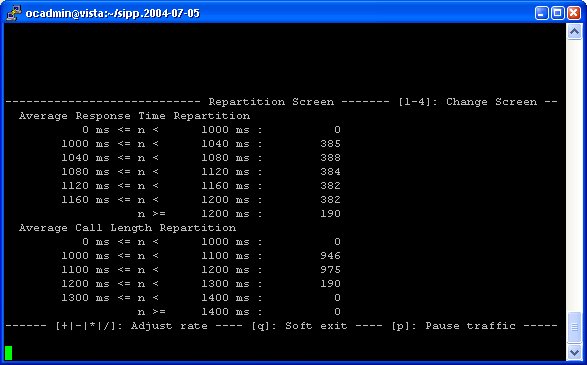 ocadmin@vista:~/sipp.2004-07-05
---------------------------- Repartition Screen ------- [1-4]: Change Screen --
  Average Response Time Repartition
           0 ms <= n <       1000 ms :          0
        1000 ms <= n <       1040 ms :        385
        1040 ms <= n <       1080 ms :        388
        1080 ms <= n <       1120 ms :        384
        1120 ms <= n <       1160 ms :        382
        1160 ms <= n <       1200 ms :        382
                   n >=      1200 ms :        190
  Average Call Length Repartition
           0 ms <= n <       1000 ms :          0
        1000 ms <= n <       1100 ms :        946
        1100 ms <= n <       1200 ms :        975
        1200 ms <= n <       1300 ms :        190
        1300 ms <= n <       1400 ms :          0
                   n >=      1400 ms :          0
------ [+|-|*|/]: Adjust rate ---- [q]: Soft exit ---- [p]: Pause traffic -----